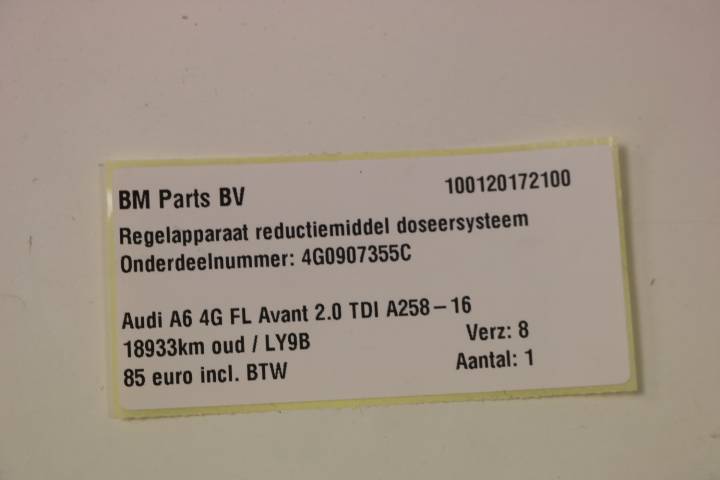 BM Parts BV 100120172100
Regelapparaat reductiemiddel doseersysteem
Onderdeelnummer: 4G0907355C
Audi A6 4G FL Avant 2.0 TDI A258-16
18933km oud / LY9B Verz: 8
85 euro incl. BTW Aantal: 1